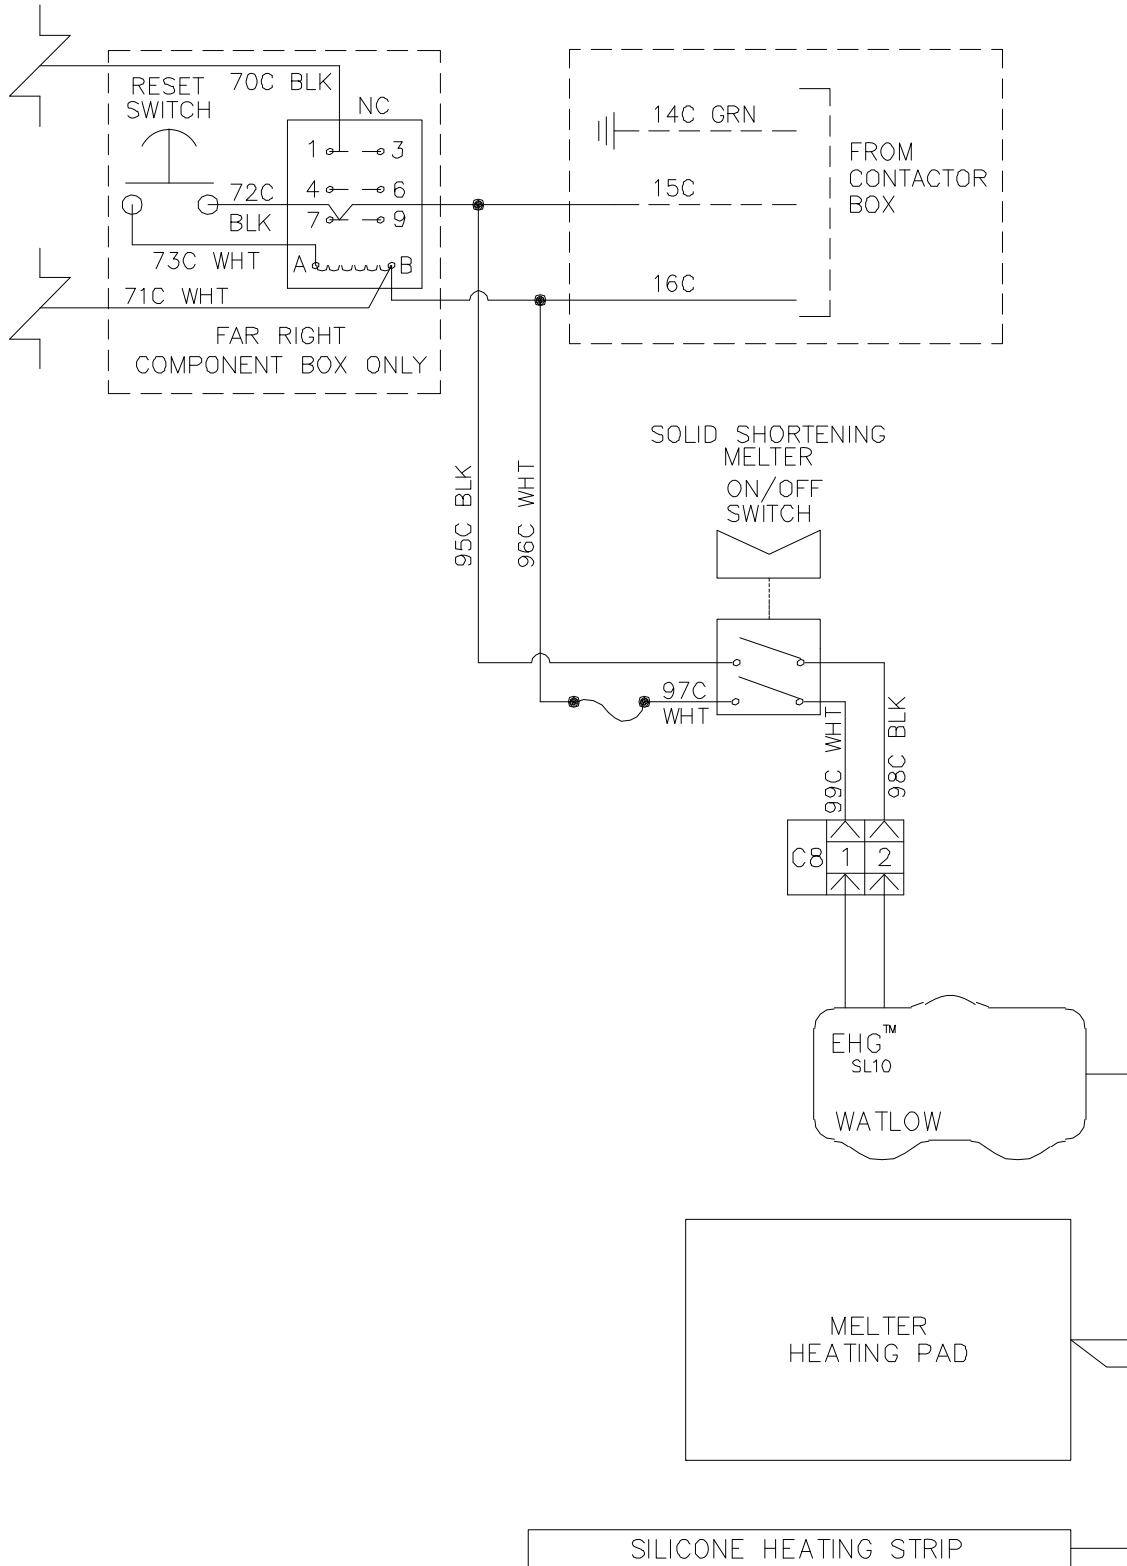 70C BLK
RESET
SWITCH
NC
1
3
4
6
7
9
A
B
72C
BLK
73C WHT
71C WHT
FAR RIGHT
COMPONENT BOX ONLY
14C GRN
15C
16C
FROM
CONTACTOR
BOX
SOLID SHORTENING
MELTER
ON/OFF
SWITCH
95C BLK
96C WHT
97C
WHT
99C WHT
98C BLK
C8
1
2
EHG™
SL10
WATLOW
MELTER
HEATING PAD
SILICONE HEATING STRIP